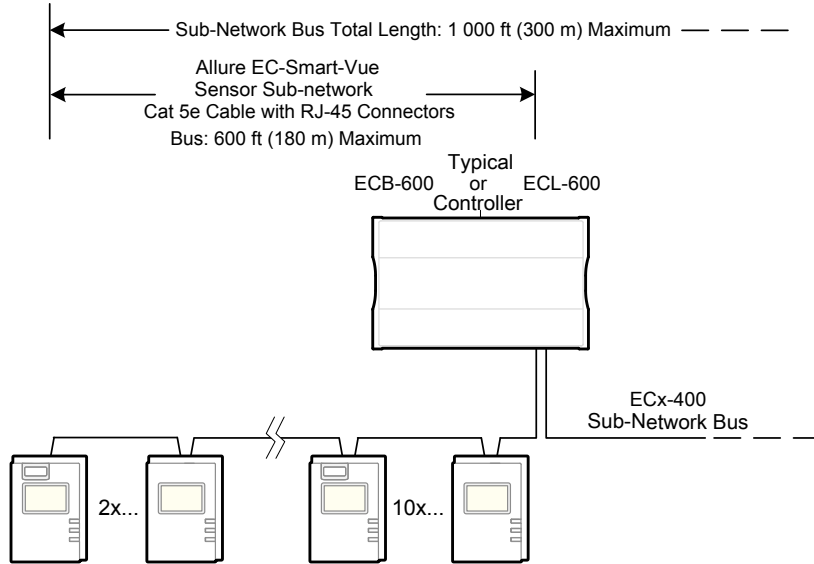 Sub-Network Bus Total Length: 1 000 ft (300 m) Maximum
Allure EC-Smart-Vue
Sensor Sub-network
Cat 5e Cable with RJ-45 Connectors
Bus: 600 ft (180 m) Maximum
Typical
ECB-600 or ECL-600
Controller
ECx-400
Sub-Network Bus
2x...
10x...